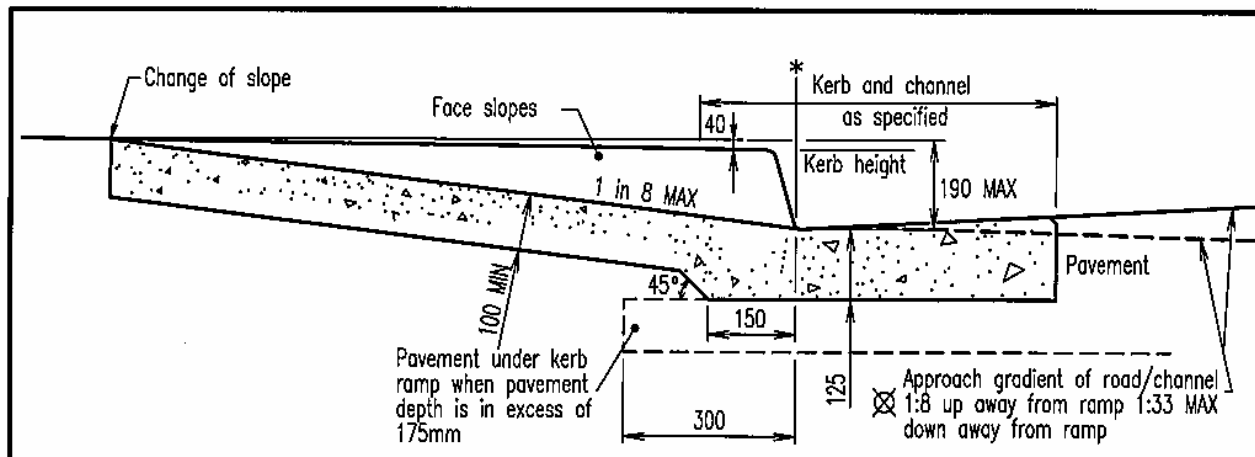 *
Change of slope
Kerb and channel
as specified
Face slopes
40
Kerb height
190 MAX
1 in 8 MAX
Pavement
45°
100 MIN
150
125
Pavement under kerb
ramp when pavement
depth is in excess of
175mm
300
Approach gradient of road/channel
1:8 up away from ramp 1:33 MAX
down away from ramp